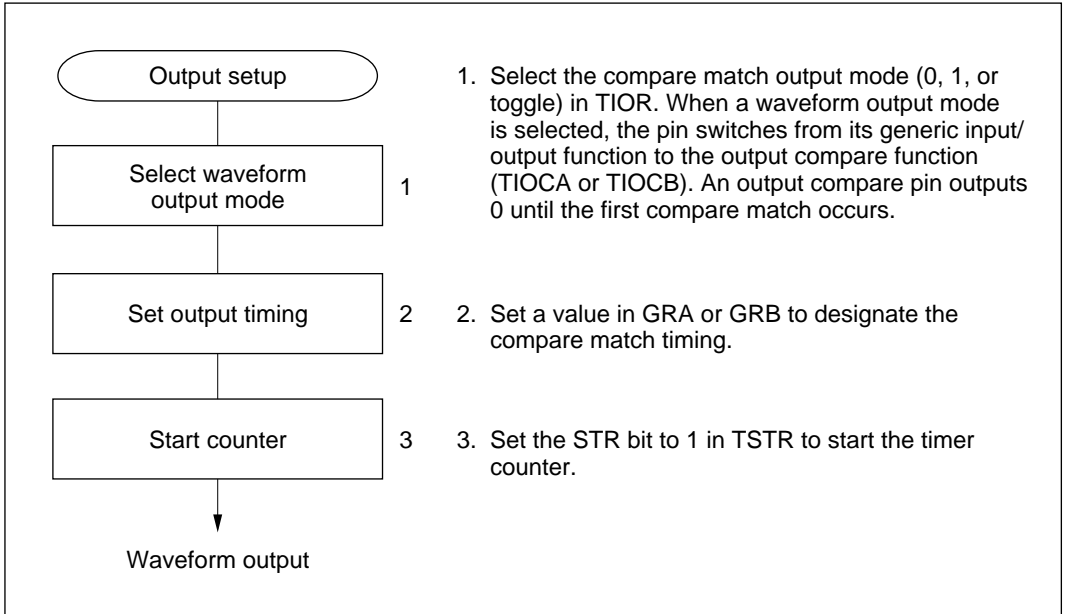 Output setup
Select waveform
output mode
1
1. Select the compare match output mode (0, 1, or
toggle) in TIOR. When a waveform output mode
is selected, the pin switches from its generic input/
output function to the output compare function
(TIOCA or TIOCB). An output compare pin outputs
0 until the first compare match occurs.
Set output timing
2
2. Set a value in GRA or GRB to designate the
compare match timing.
Start counter
3
3. Set the STR bit to 1 in TSTR to start the timer
counter.
Waveform output